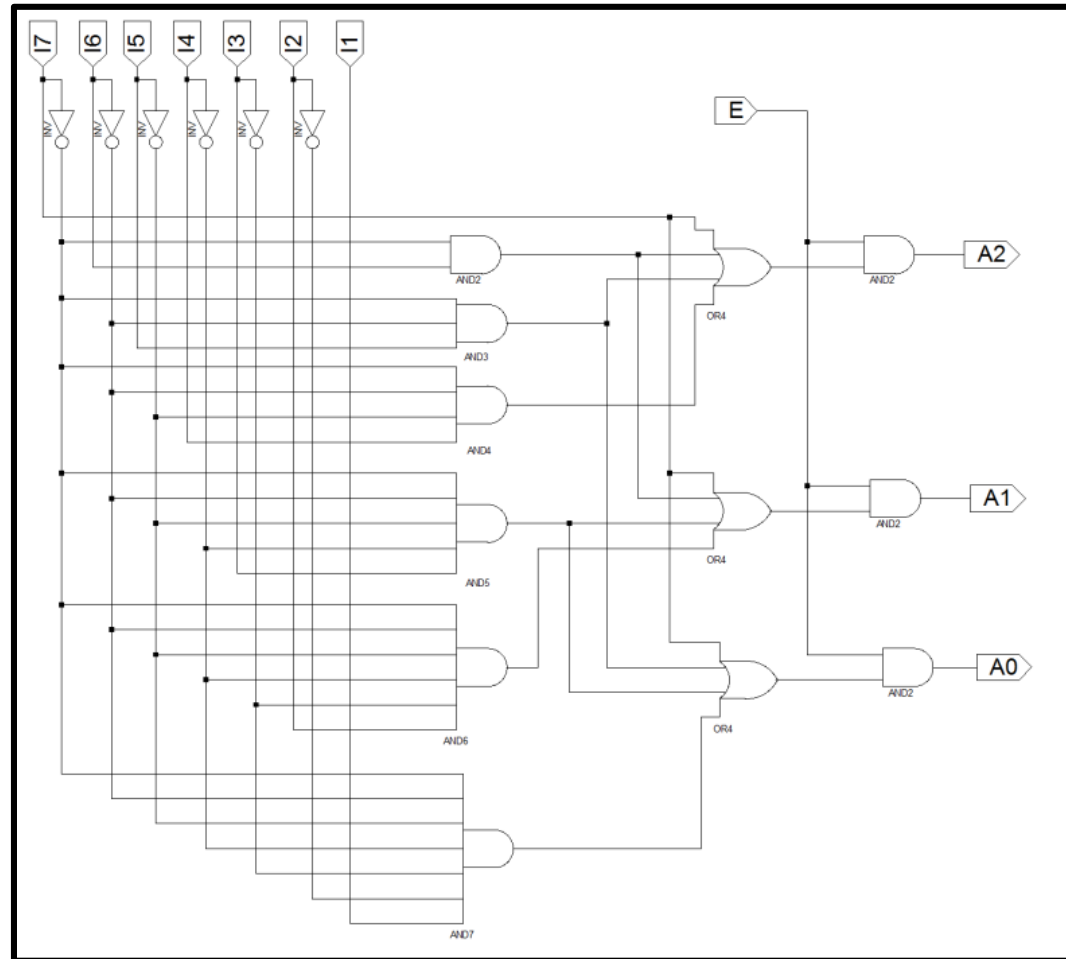 I7 I6 I5 I4 I3 I2 I1
INV INV INV INV INV INV
E
A2
AND2 AND2
OR4
AND3
AND4
A1
AND2
OR4
AND5
A0
AND2
OR4
AND6
AND7